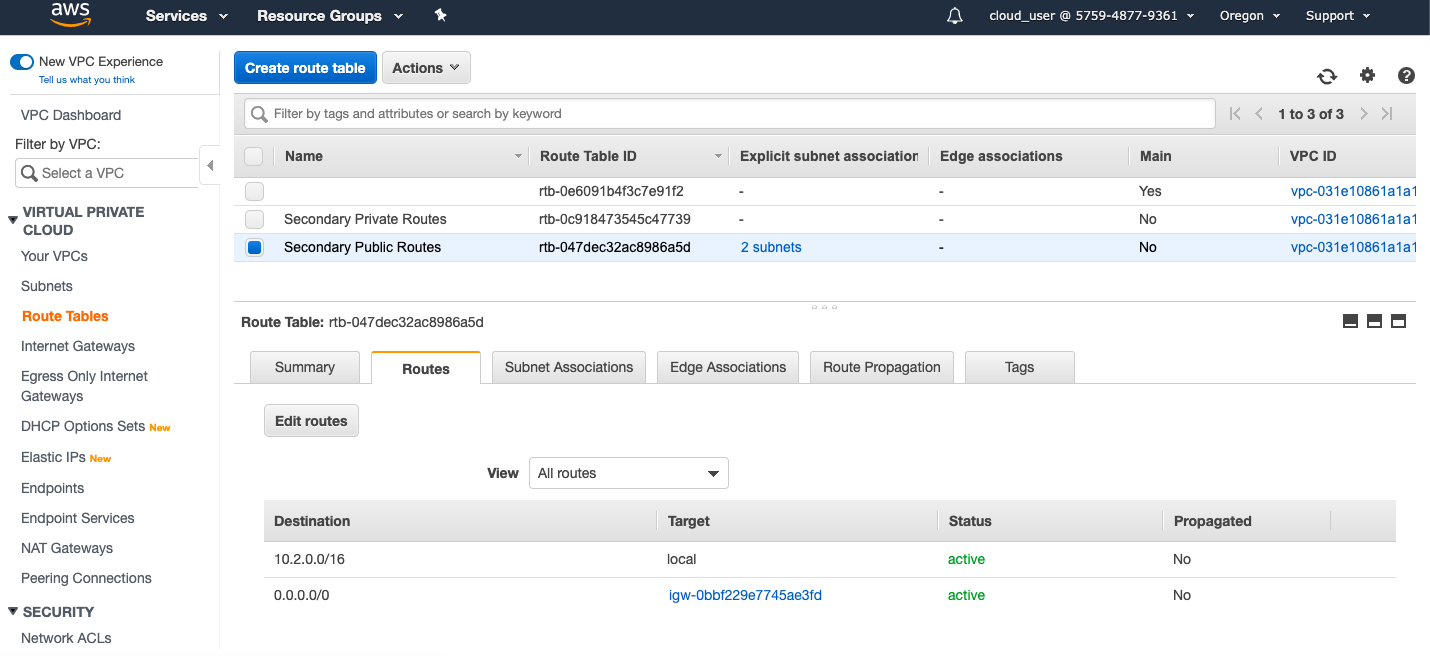 aws Services Resource Groups cloud_user @ 5759-4877-9361 Oregon Support
New VPC Experience
Tell us what you think
VPC Dashboard
Filter by VPC:
Select a VPC
VIRTUAL PRIVATE
CLOUD
Your VPCs
Subnets
Route Tables
Internet Gateways
Egress Only Internet
Gateways
DHCP Options Sets New
Elastic IPs New
Endpoints
Endpoint Services
NAT Gateways
Peering Connections
SECURITY
Network ACLs
Create route table Actions
Filter by tags and attributes or search by keyword 1 to 3 of 3
Name Route Table ID Explicit subnet association Edge associations Main VPC ID
rtb-0e6091b4f3c7e91f2 - - Yes vpc-031e10861a1a1
Secondary Private Routes rtb-0c918473545c47739 - - No vpc-031e10861a1a1
Secondary Public Routes rtb-047dec32ac8986a5d 2 subnets - No vpc-031e10861a1a1
Route Table: rtb-047dec32ac8986a5d
Summary Routes Subnet Associations Edge Associations Route Propagation Tags
Edit routes
View All routes
Destination Target Status Propagated
10.2.0.0/16 local active No
0.0.0.0/0 igw-0bbf229e7745ae3fd active No